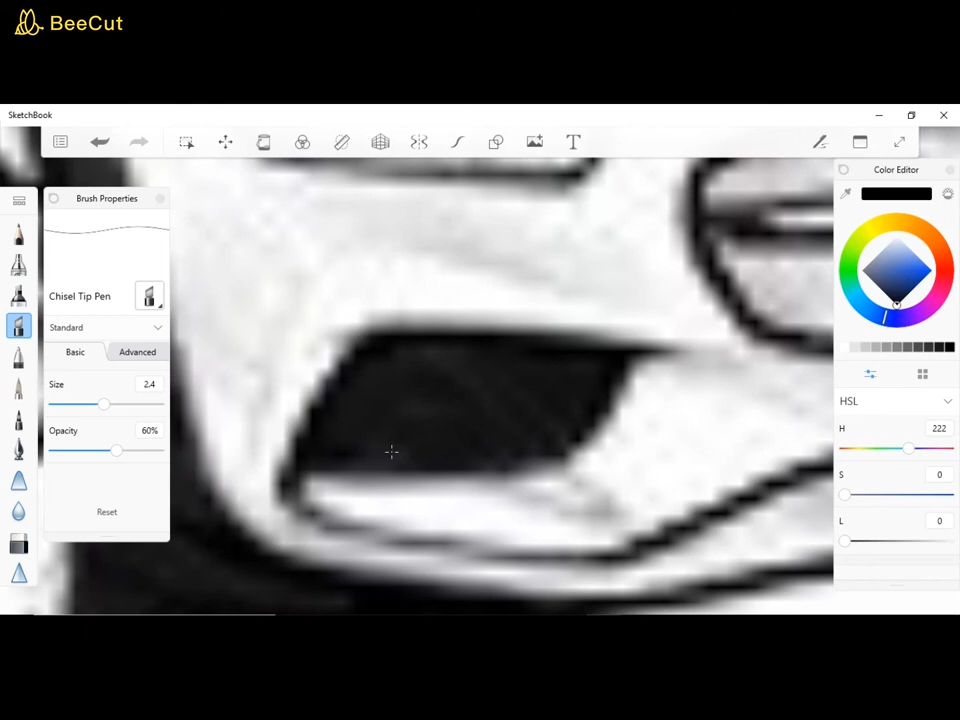 BeeCut
SketchBook
T
Brush Properties
Color Editor
Chisel Tip Pen
Standard
Basic
Advanced
Size
2.4
Opacity
60%
Reset
HSL
H
222
S
0
L
0